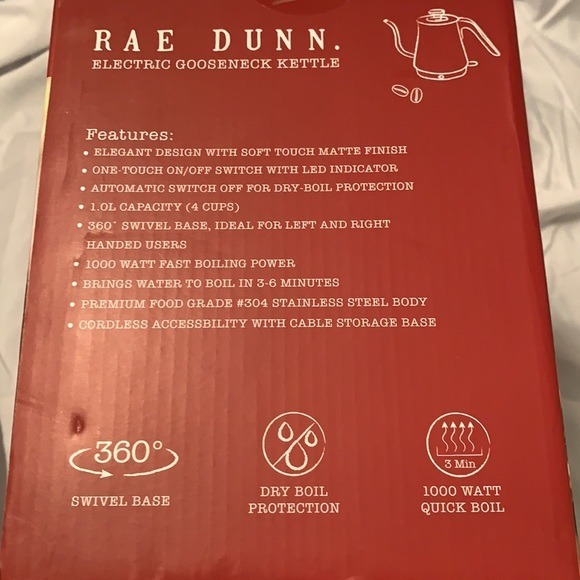 RAE DUNN.
ELECTRIC GOOSENECK KETTLE
Features:
• ELEGANT DESIGN WITH SOFT TOUCH MATTE FINISH
• ONE-TOUCH ON/OFF SWITCH WITH LED INDICATOR
• AUTOMATIC SWITCH OFF FOR DRY-BOIL PROTECTION
• 1.0L CAPACITY (4 CUPS)
• 360° SWIVEL BASE, IDEAL FOR LEFT AND RIGHT
HANDED USERS
• 1000 WATT FAST BOILING POWER
• BRINGS WATER TO BOIL IN 3-6 MINUTES
• PREMIUM FOOD GRADE #304 STAINLESS STEEL BODY
• CORDLESS ACCESSBILITY WITH CABLE STORAGE BASE
360°
SWIVEL BASE
DRY BOIL
PROTECTION
3 Min
1000 WATT
QUICK BOIL